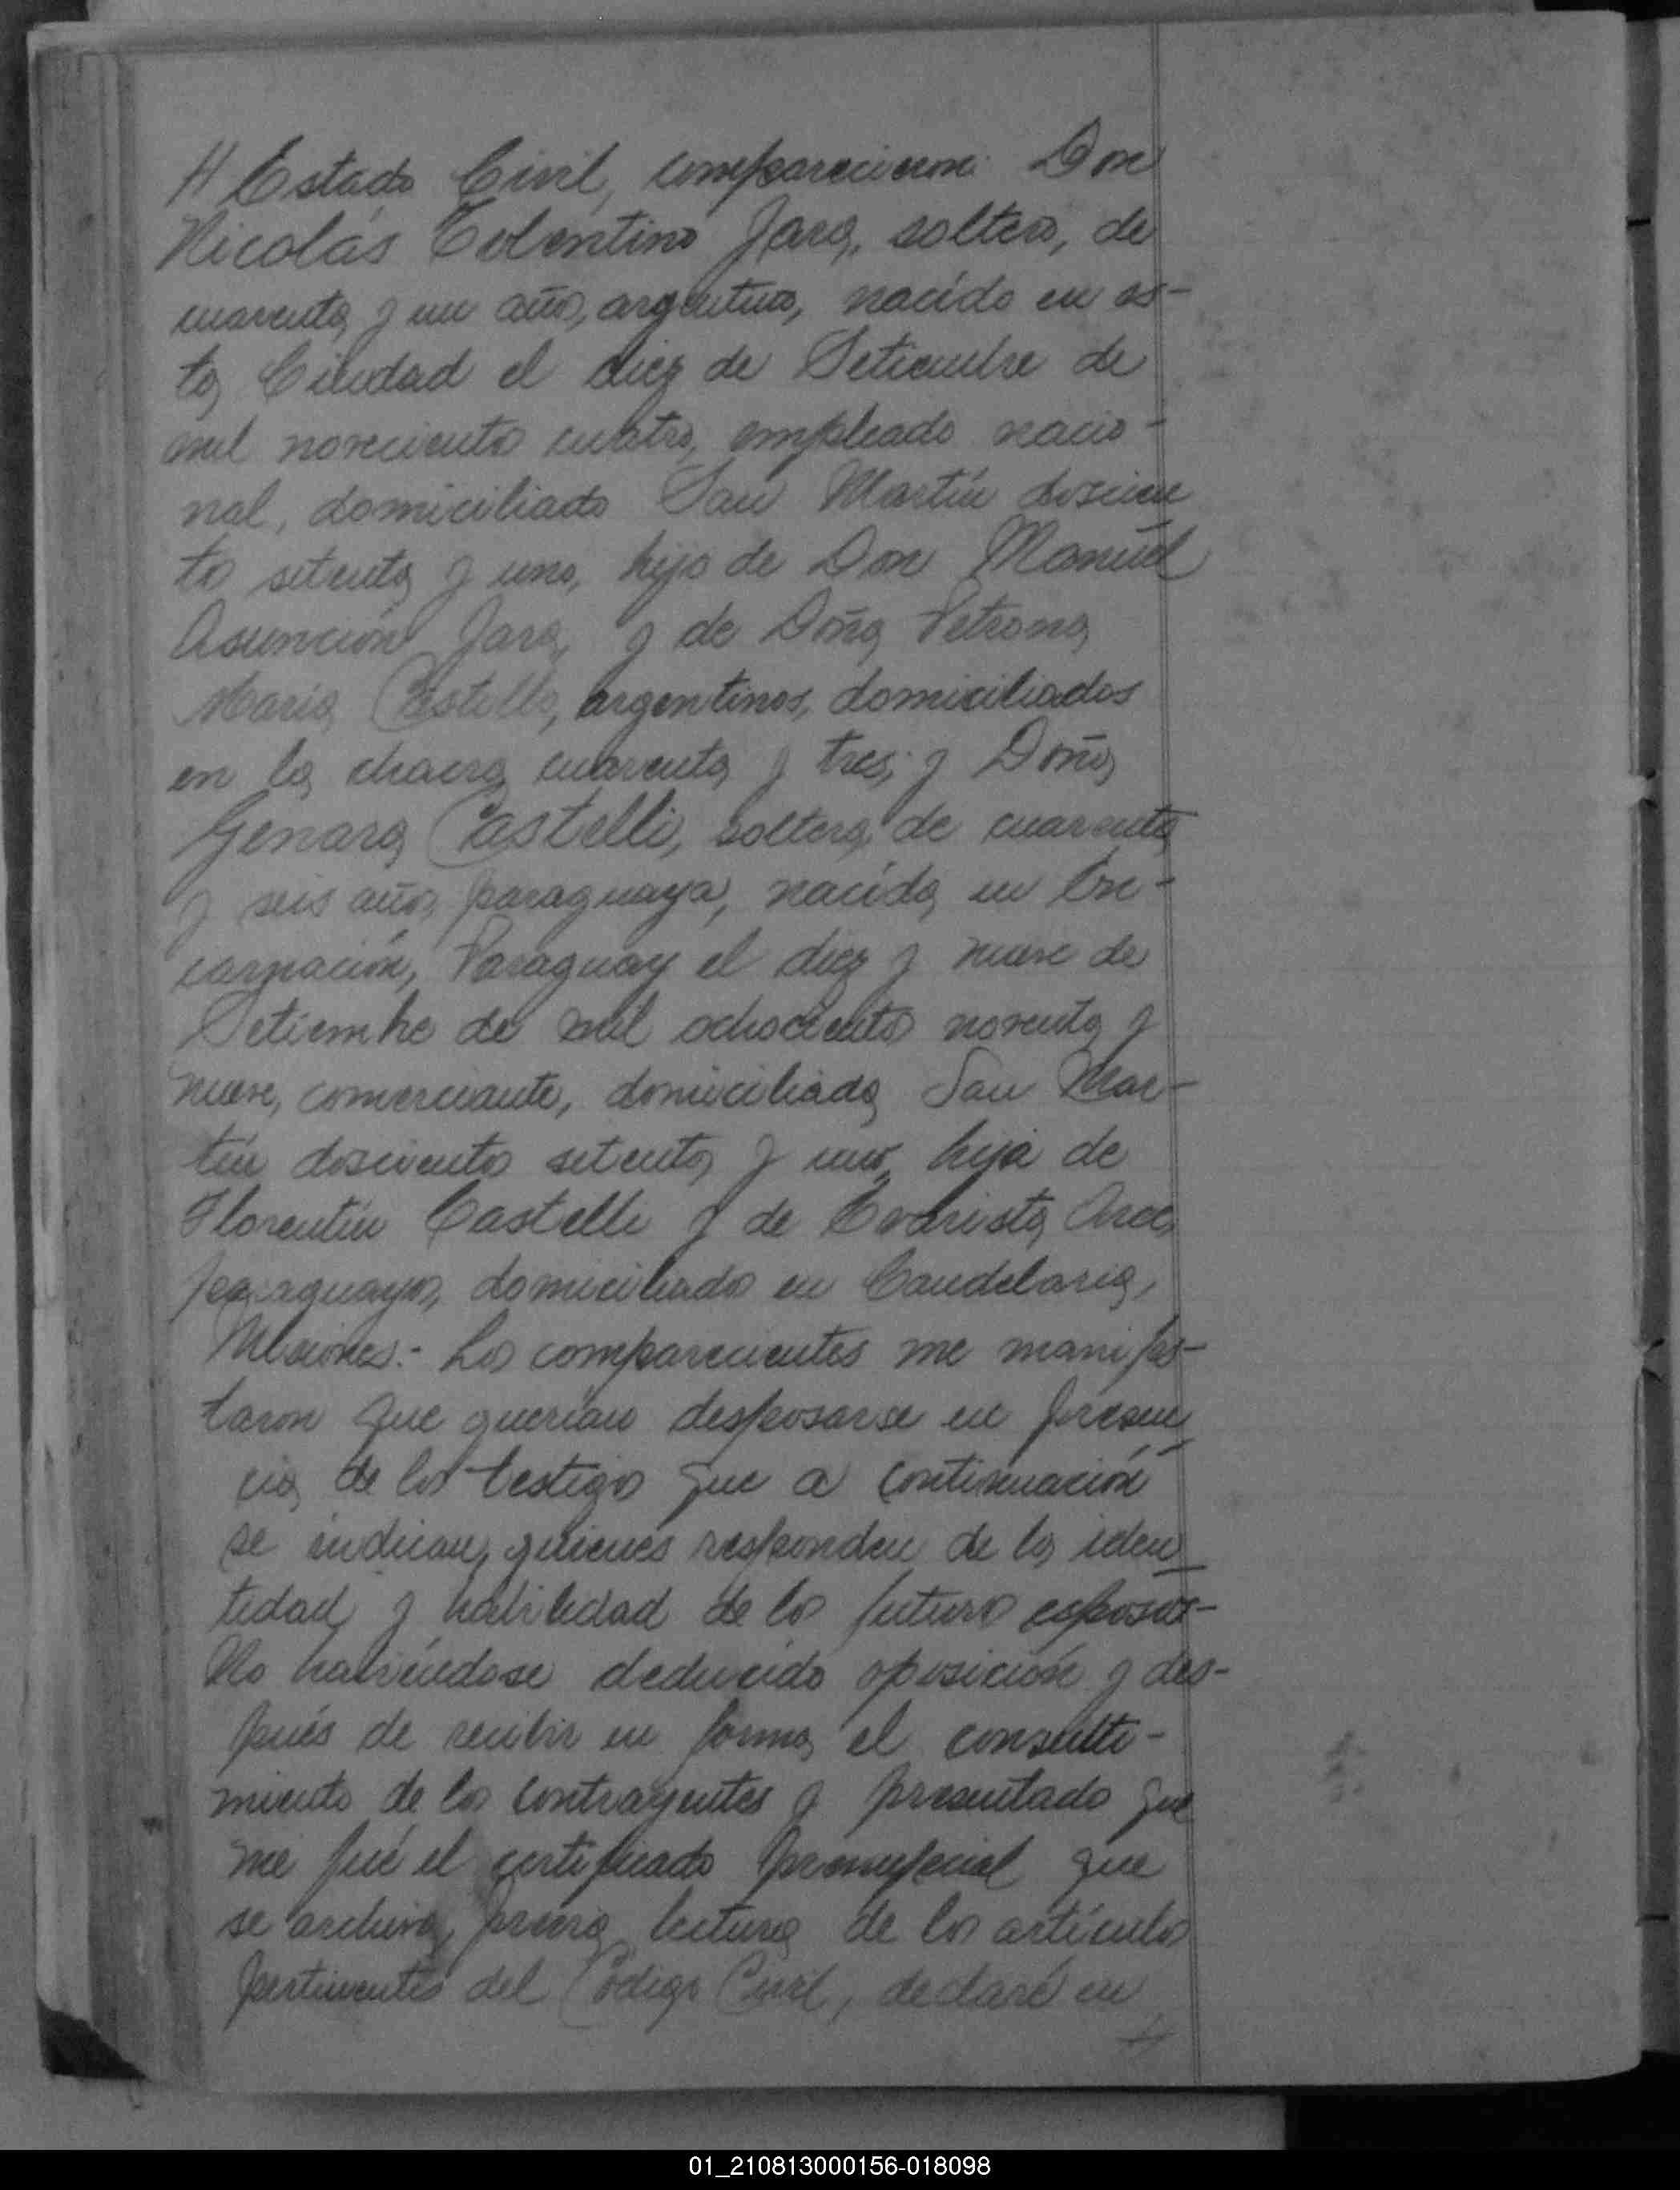 // Estado Civil, comparecieron: Don
Nicolás Tolentino Jara, soltero, de
cuarenta y un años, argentino, nacido en es-
ta Ciudad el diez de Setiembre de
mil novecientos cuatro, empleado nacio-
nal, domiciliado San Martín doscien
tos setenta y uno, hijo de Don Manuel
Asunción Jara, y de Doña Petrona
María Castelli, argentinos, domiciliados
en la chacra cuarenta y tres; y Doña
Genara Castelli, soltera, de cuarenta
y seis años, paraguaya, nacida en En-
carnación, Paraguay el diez y nueve de
Setiembre de mil ochocientos noventa y
nueve, comerciante, domiciliada San Mar-
tín doscientos setenta y uno, hija de
Florentín Castelli y de Evarista Arce,
paraguayos, domiciliados en Candelaria,
Misiones.- Los comparecientes me manifes-
taron que querían desposarse en presen
cia de los testigos que a continuación
se indican, quienes responden de la iden
tidad y habilidad de los futuros esposos-
No habiéndose deducido oposición y des-
pués de recibir en forma el consenti-
miento de los contrayentes y presentado que
me fué el certificado prenupcial que
se archiva, previa lectura de los artículos
pertinentes del Código Civil, declaré en
//
01_210813000156-018098